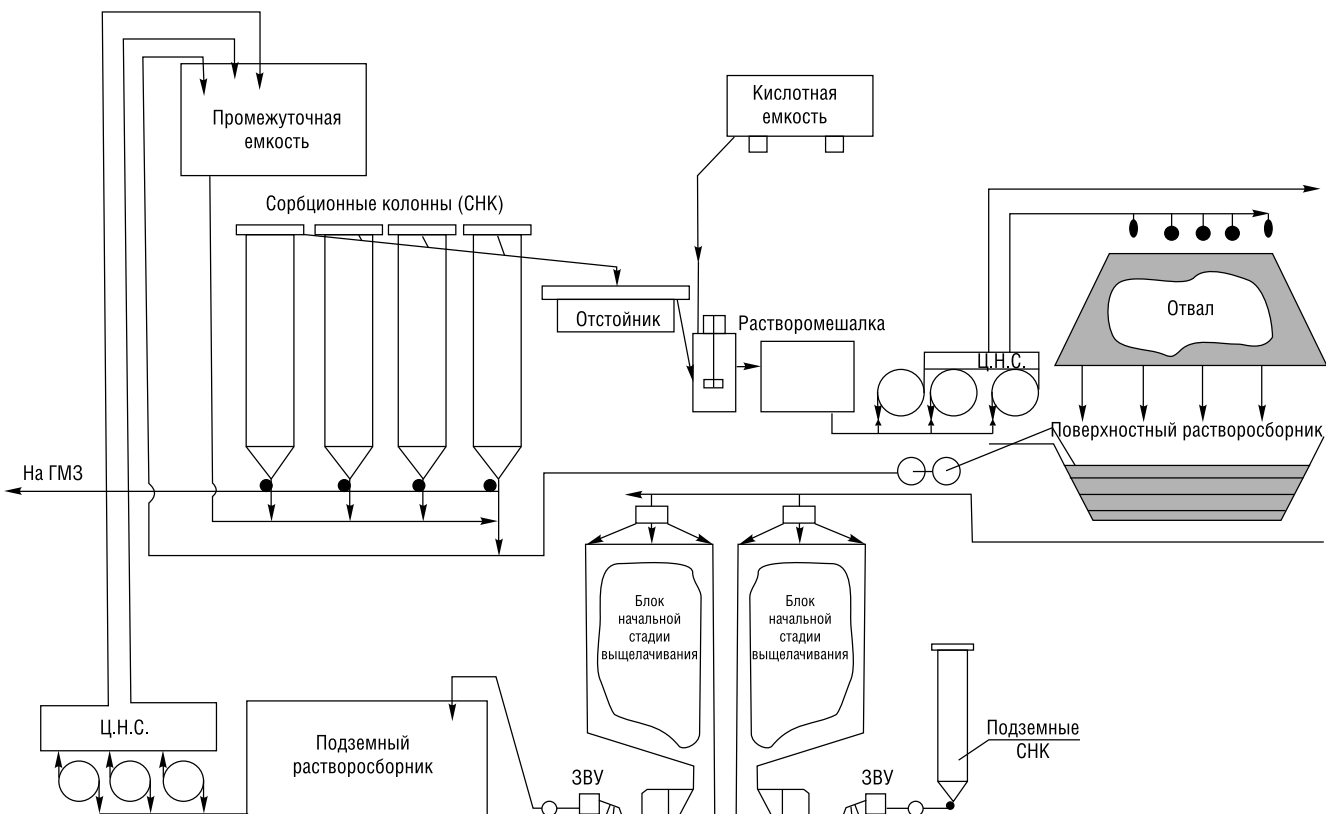 Промежуточная
емкость
Кислотная
емкость
Сорбционные колонны (СНК)
Отстойник
Растворомешалка
Ц.Н.С.
Отвал
Поверхностный растворосборник
На ГМЗ
Блок
начальной
стадии
выщелачивания
Блок
начальной
стадии
выщелачивания
Ц.Н.С.
Подземный
растворосборник
ЗВУ
ЗВУ
Подземные
СНК